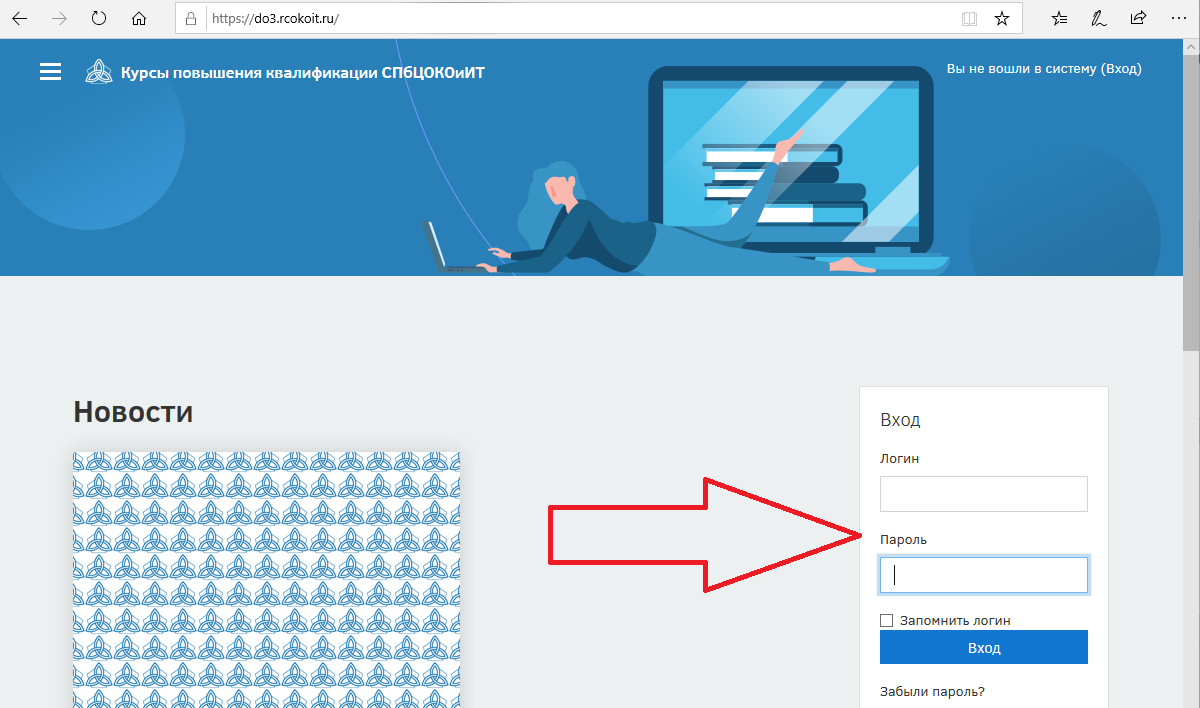 https://do3.rcokoit.ru/
Курсы повышения квалификации СПбЦОКОиИТ
Вы не вошли в систему (Вход)
Новости
Вход
Логин
Пароль
Запомнить логин
Вход
Забыли пароль?